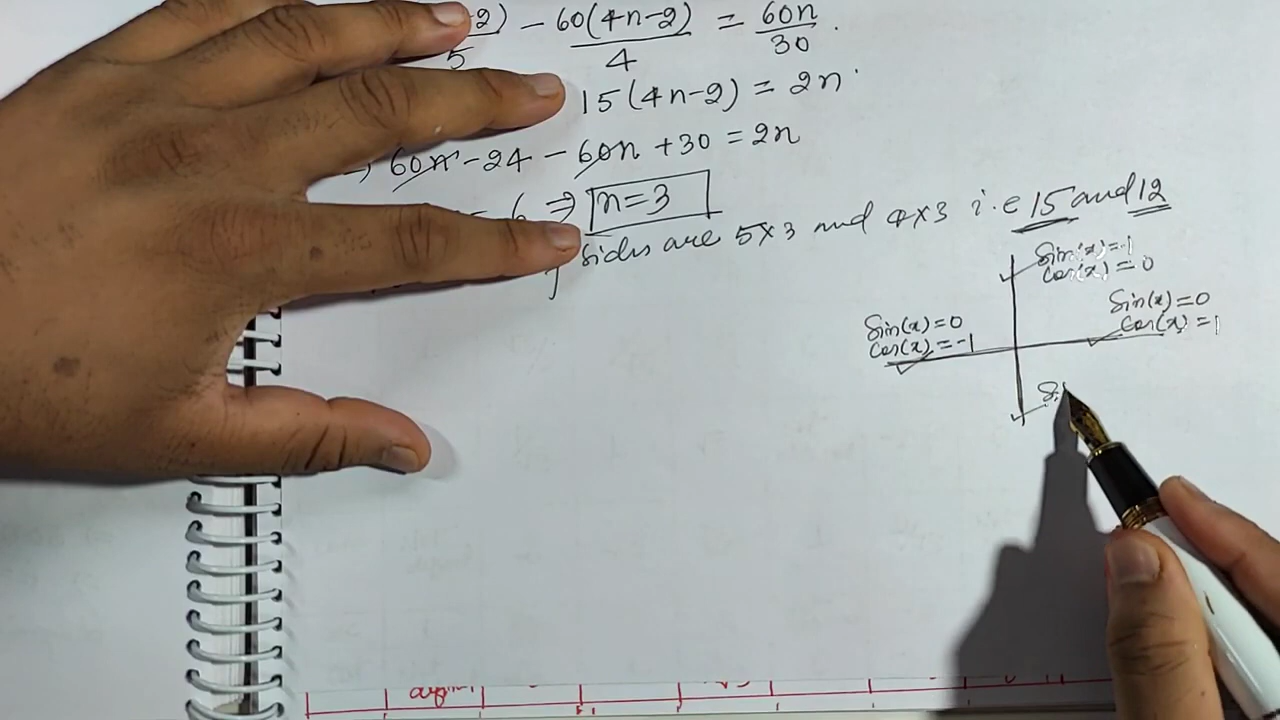 2)/5 - 60(4n-2)/4 = 60n/30 .
15(4n-2) = 2n
60n - 24 - 60n + 30 = 2n
6 ⇒ n=3
sides are 5×3 and 4×3 i.e 15 and 12
Sin(x)=-1
Cos(x)=0
Sin(x)=0
Cos(x)=1
Sin(x)=0
Cos(x)=-1